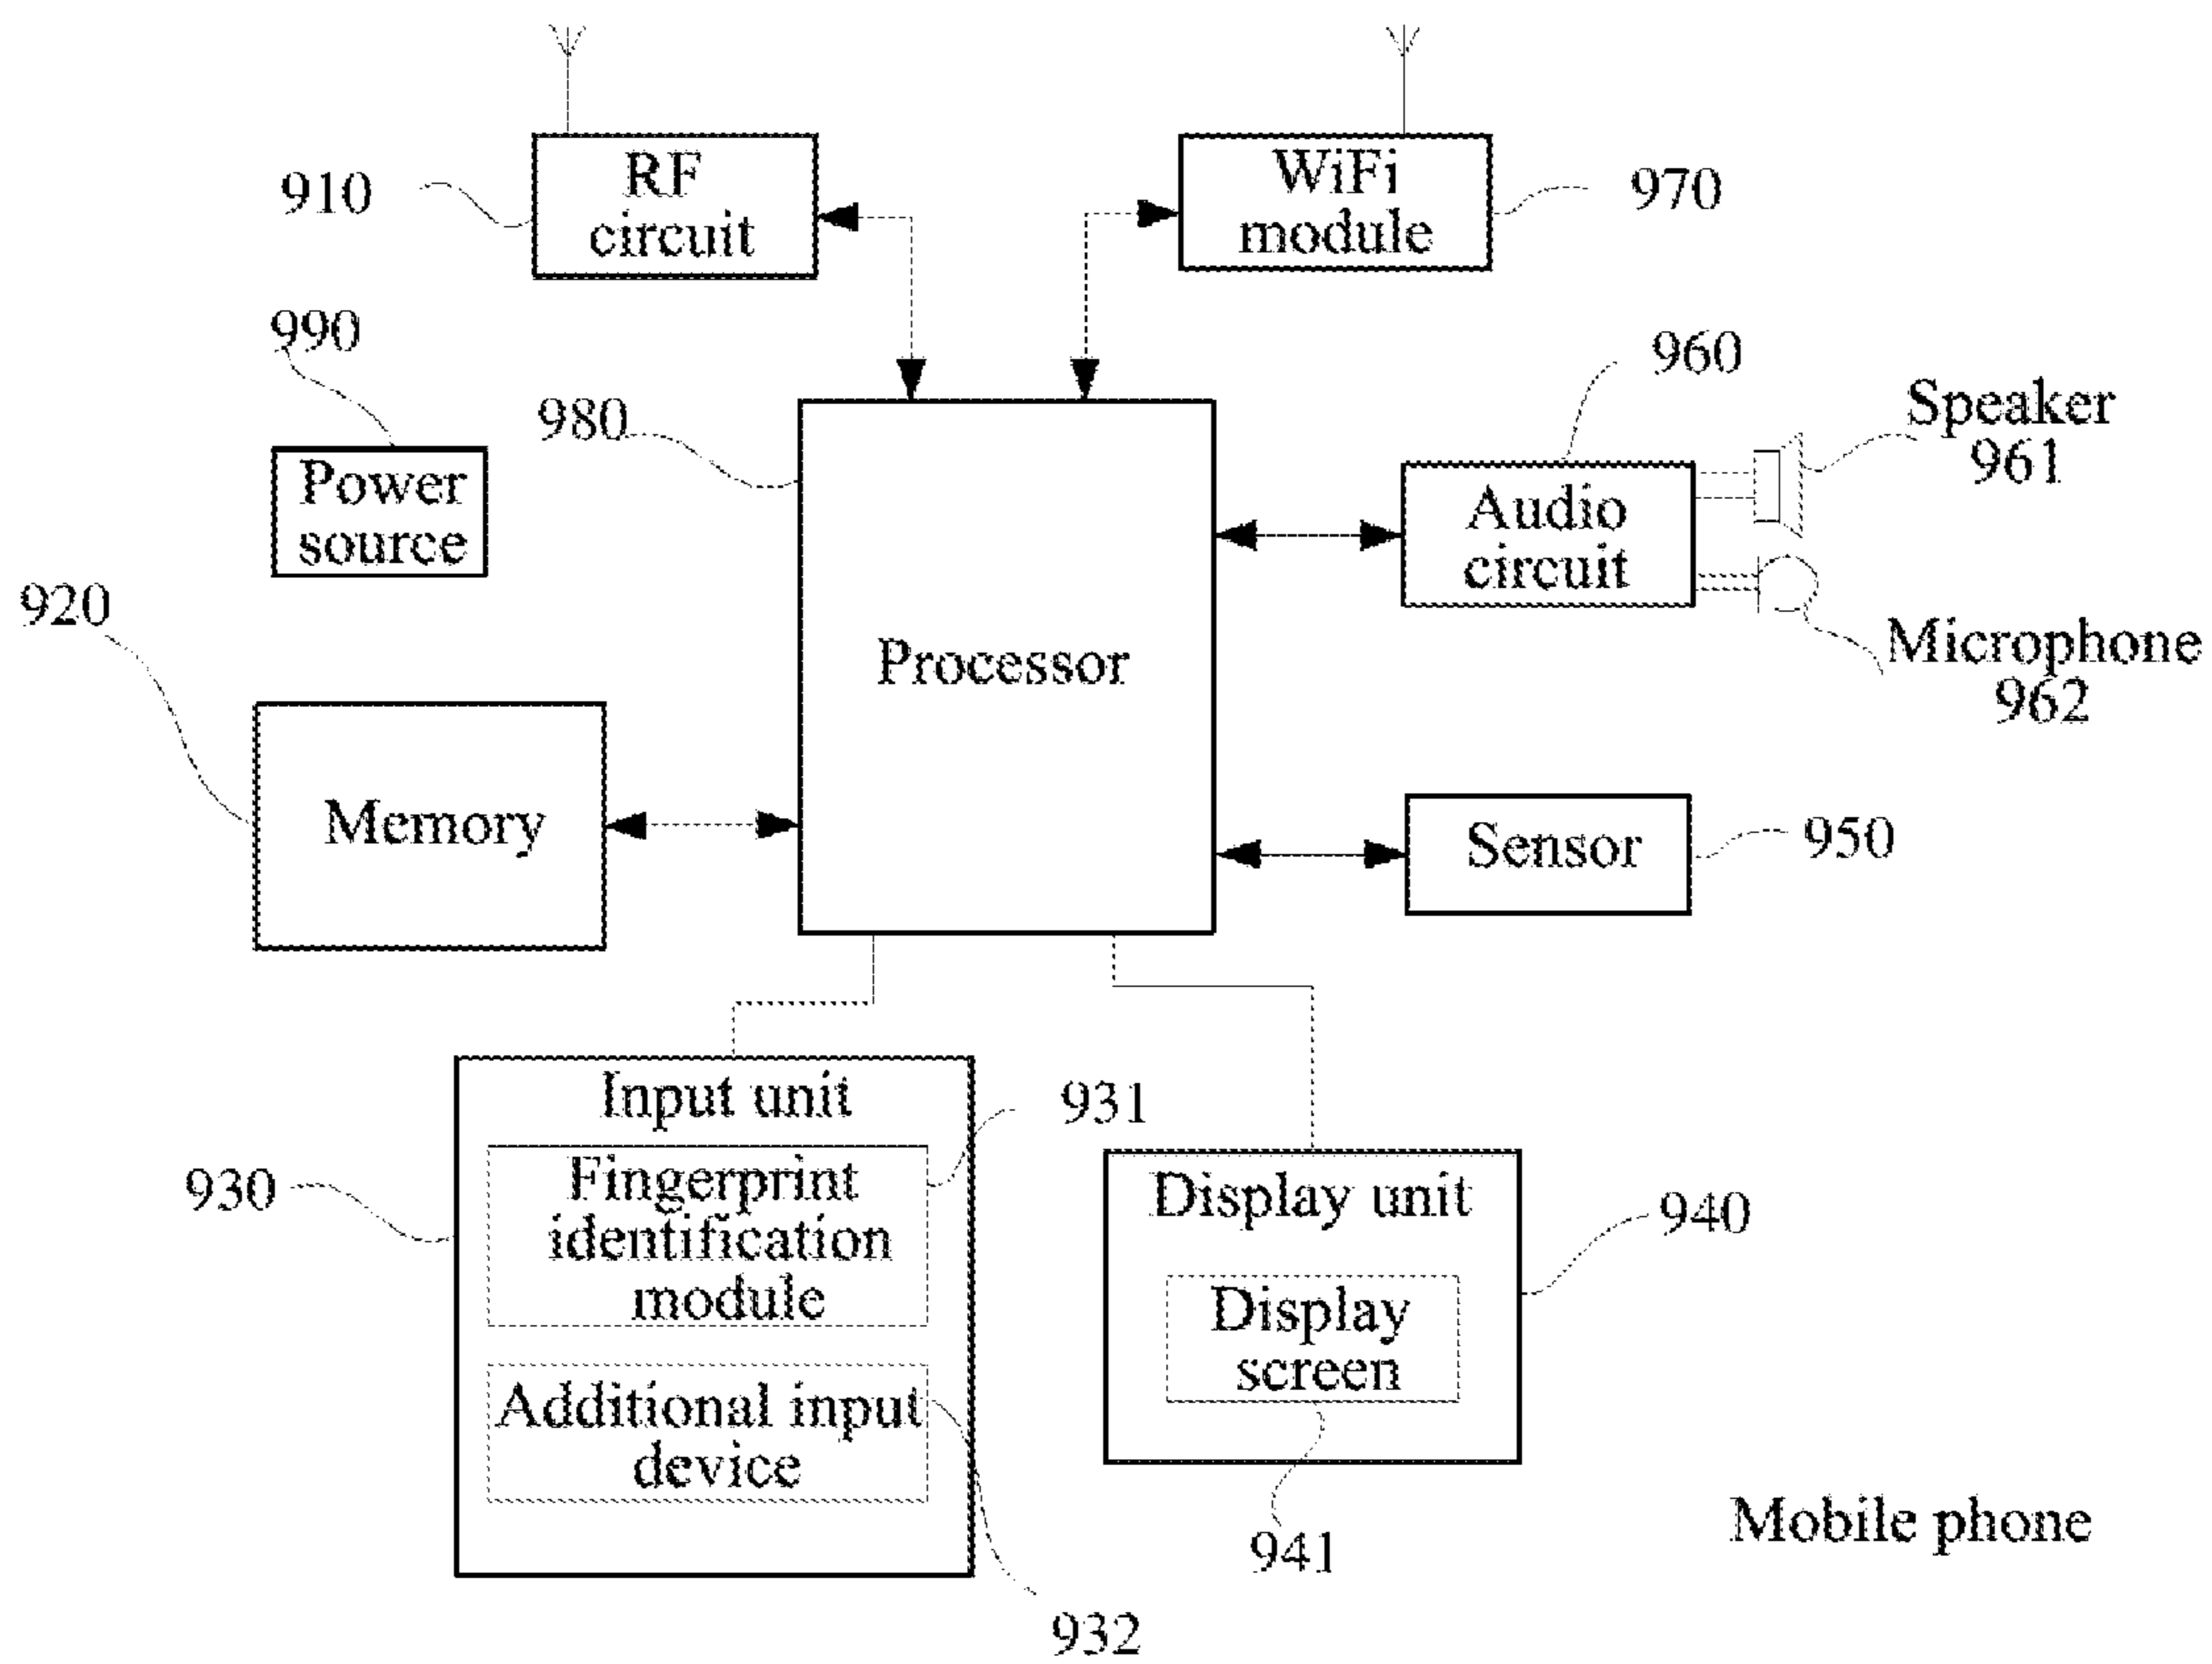 910
RF
circuit
WiFi
module
970
990
980
960
Speaker
961
Power
source
Audio
circuit
920
Processor
Microphone
962
Memory
Sensor
950
Input unit
931
Fingerprint
identification
module
930
Display unit
940
Display
screen
Additional input
device
941
Mobile phone
932